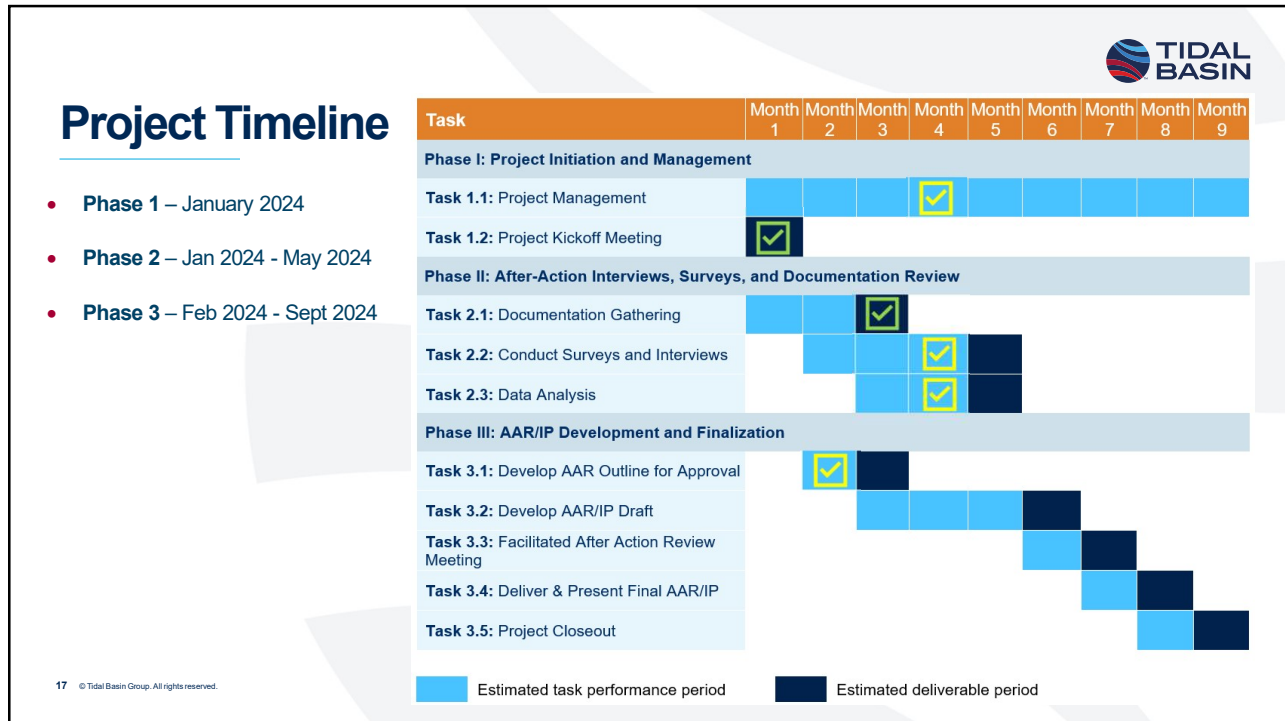 TIDAL
BASIN
Project Timeline
• Phase 1 – January 2024
• Phase 2 – Jan 2024 - May 2024
• Phase 3 – Feb 2024 - Sept 2024
Task Month 1 Month 2 Month 3 Month 4 Month 5 Month 6 Month 7 Month 8 Month 9
Phase I: Project Initiation and Management
Task 1.1: Project Management
Task 1.2: Project Kickoff Meeting
Phase II: After-Action Interviews, Surveys, and Documentation Review
Task 2.1: Documentation Gathering
Task 2.2: Conduct Surveys and Interviews
Task 2.3: Data Analysis
Phase III: AAR/IP Development and Finalization
Task 3.1: Develop AAR Outline for Approval
Task 3.2: Develop AAR/IP Draft
Task 3.3: Facilitated After Action Review
Meeting
Task 3.4: Deliver & Present Final AAR/IP
Task 3.5: Project Closeout
Estimated task performance period
Estimated deliverable period
17 © Tidal Basin Group. All rights reserved.